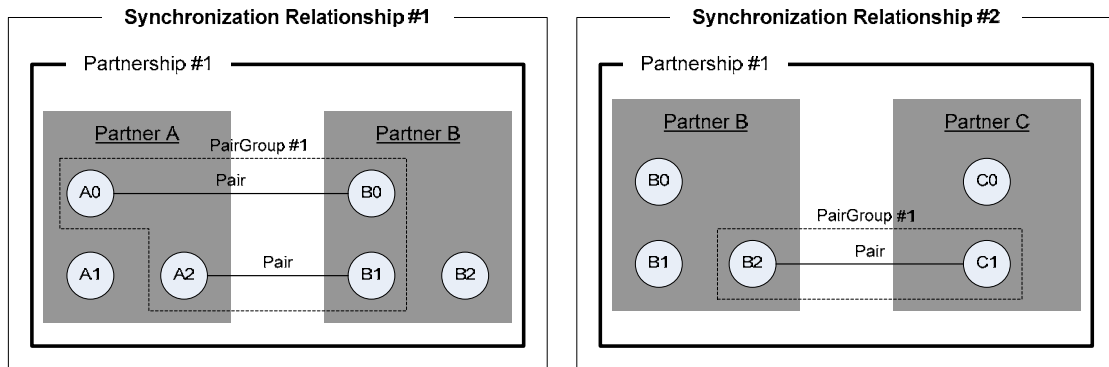 Synchronization Relationship #1
Partnership #1
Partner A
Partner B
PairGroup #1
A0
Pair
B0
A1
A2
Pair
B1
B2
Synchronization Relationship #2
Partnership #1
Partner B
Partner C
B0
C0
PairGroup #1
B1
B2
Pair
C1